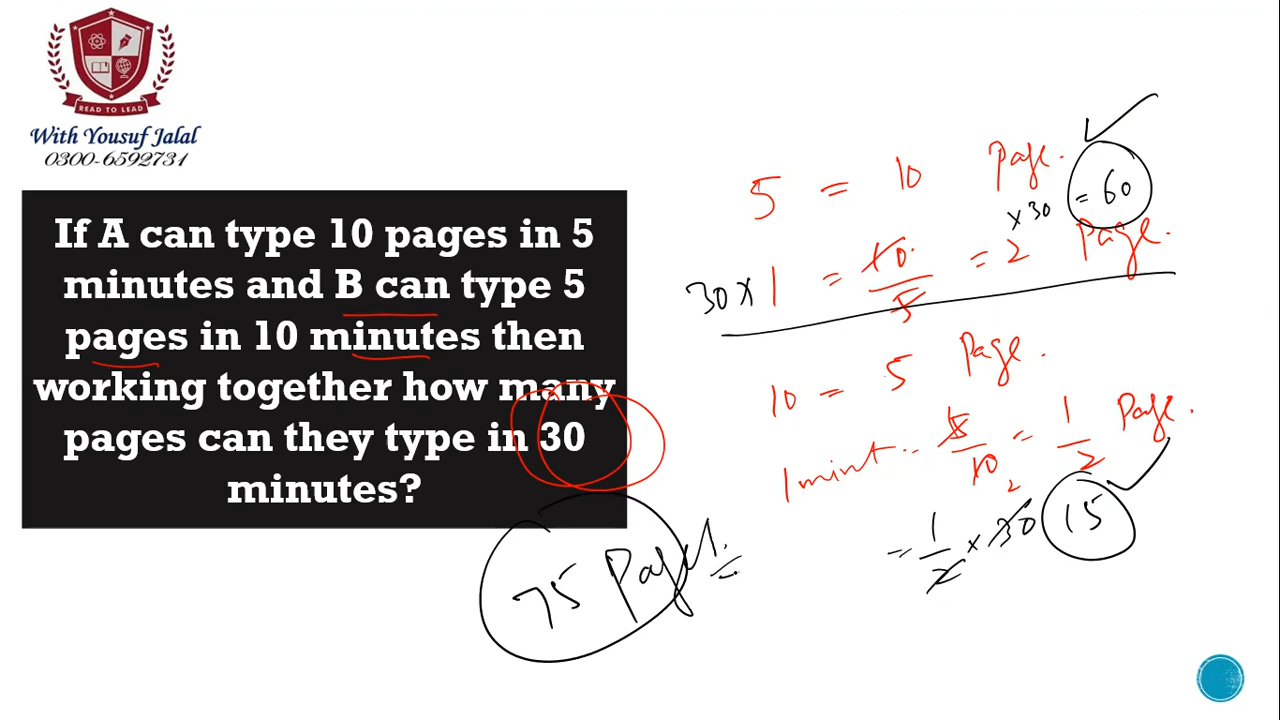 READ TO LEAD
With Yousuf Jalal
0300-6592731
If A can type 10 pages in 5
minutes and B can type 5
pages in 10 minutes then
working together how many
pages can they type in 30
minutes?
5 = 10 Page.
× 30 = 60
30 × 1 = 10/5 = 2 Page.
10 = 5 Page.
1 mint = 5/10 2 = 1/2 Page.
= 1/2 × 30 15
75 Pages.